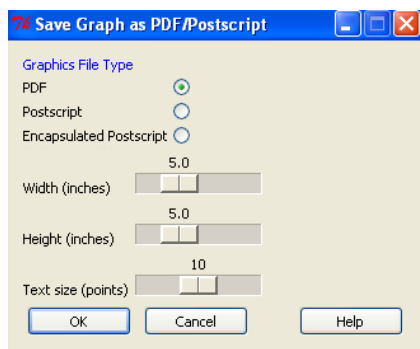 Save Graph as PDF/Postscript
Graphics File Type
PDF
Postscript
Encapsulated Postscript
5.0
Width (inches)
5.0
Height (inches)
10
Text size (points)
OK Cancel Help